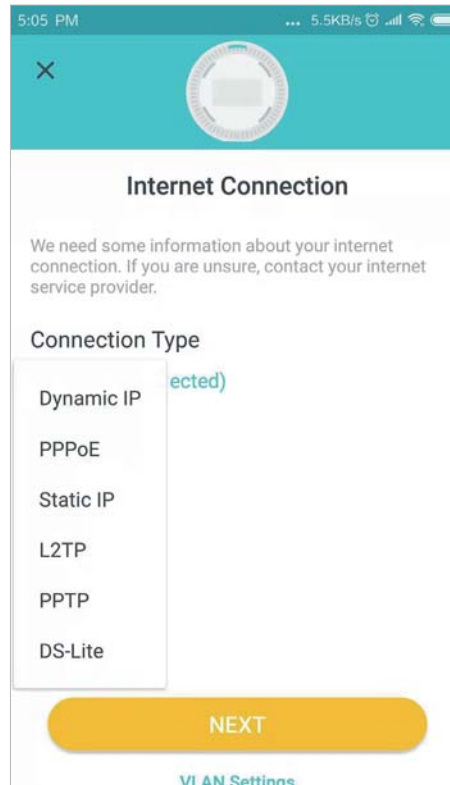 5:05 PM ... 5.5KB/s
Internet Connection
We need some information about your internet
connection. If you are unsure, contact your internet
service provider.
Connection Type
ected)
Dynamic IP
PPPoE
Static IP
L2TP
PPTP
DS-Lite
NEXT
VLAN Settings